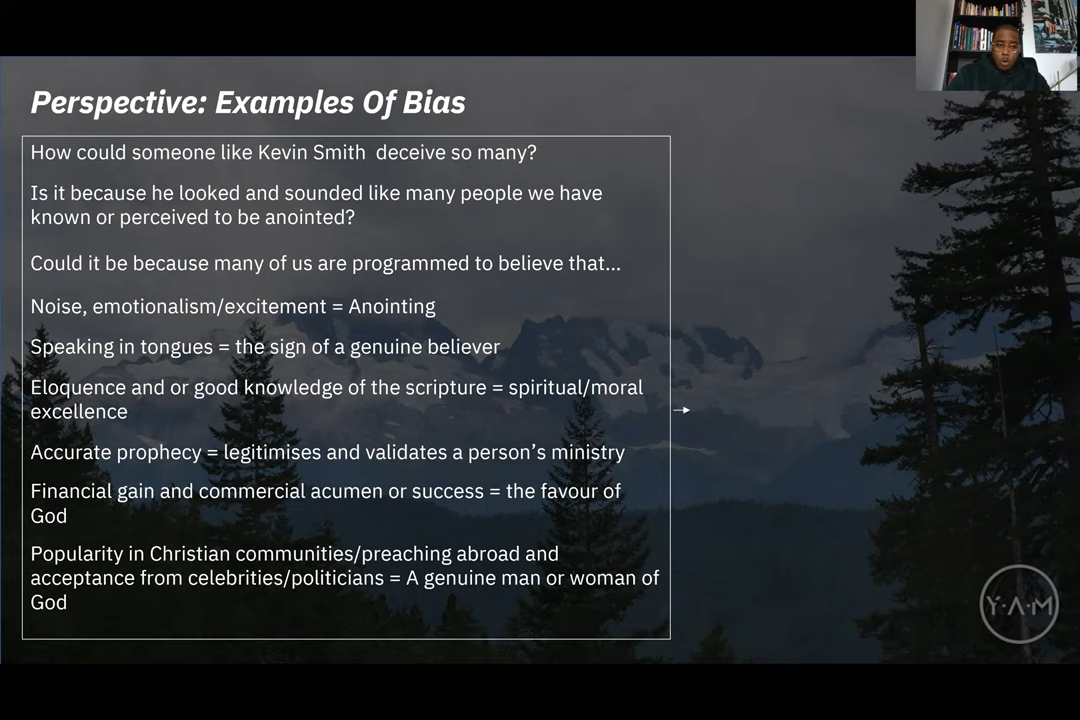 Perspective: Examples Of Bias
How could someone like Kevin Smith  deceive so many?
Is it because he looked and sounded like many people we have
known or perceived to be anointed?
Could it be because many of us are programmed to believe that...
Noise, emotionalism/excitement = Anointing
Speaking in tongues = the sign of a genuine believer
Eloquence and or good knowledge of the scripture = spiritual/moral
excellence
Accurate prophecy = legitimises and validates a person’s ministry
Financial gain and commercial acumen or success = the favour of
God
Popularity in Christian communities/preaching abroad and
acceptance from celebrities/politicians = A genuine man or woman of
God
Y·A·M